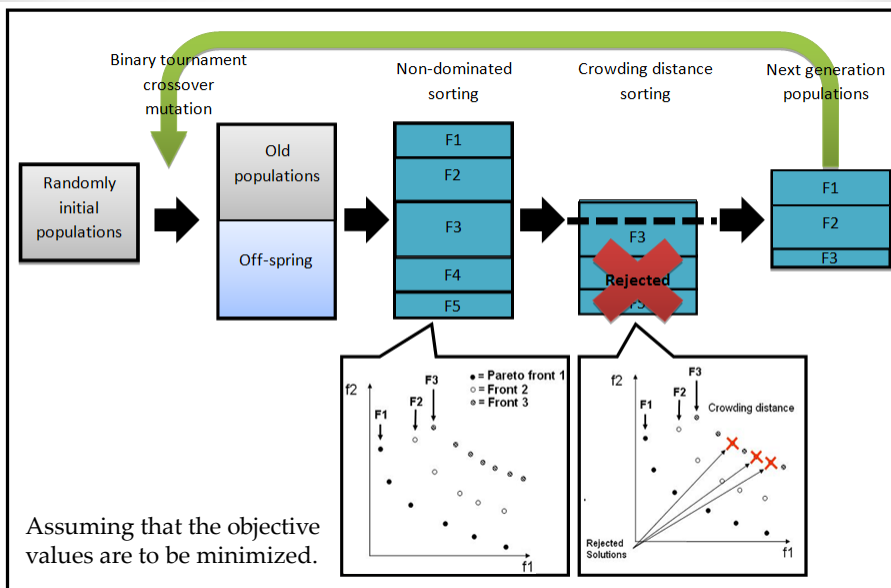 Binary tournament
crossover
mutation
Non-dominated
sorting
Crowding distance
sorting
Next generation
populations
Randomly
initial
populations
Old
populations
Off-spring
F1
F2
F3
F4
F5
F3
Rejected
F1
F2
F3
f2
F1
F2
F3
= Pareto front 1
= Front 2
= Front 3
f1
f2
F1
F2
F3
Crowding distance
Rejected
Solutions
f1
Assuming that the objective
values are to be minimized.